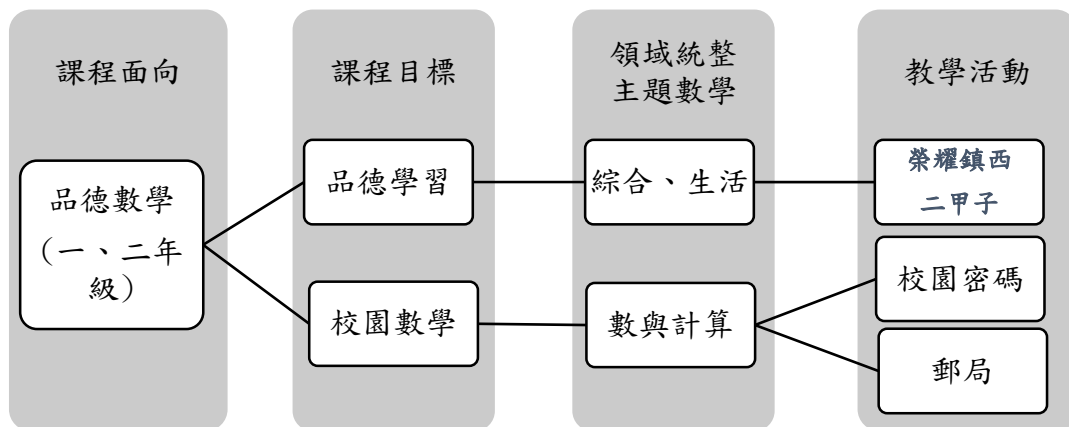 課程面向
課程目標
領域統整
主題數學
教學活動
品德數學
（一、二年
級）
品德學習
綜合、生活
榮耀鎮西
二甲子
校園數學
數與計算
校園密碼
郵局